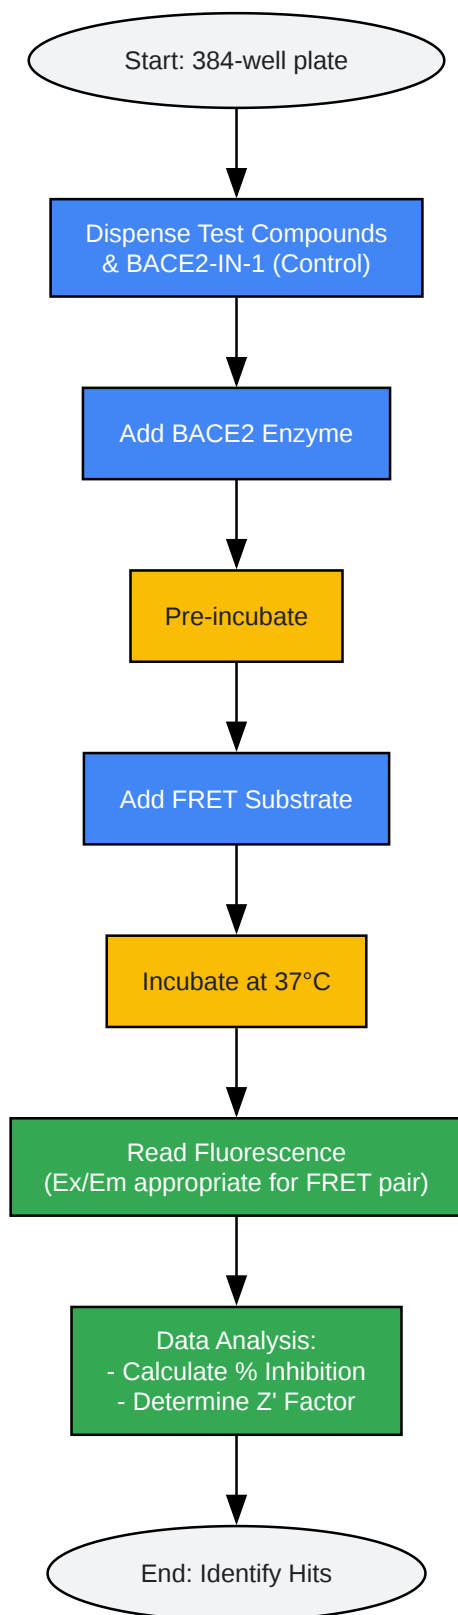 Start: 384-well plate
Dispense Test Compounds
& BACE2-IN-1 (Control)
Add BACE2 Enzyme
Pre-incubate
Add FRET Substrate
Incubate at 37°C
Read Fluorescence
(Ex/Em appropriate for FRET pair)
Data Analysis:
- Calculate % Inhibition
- Determine Z' Factor
End: Identify Hits